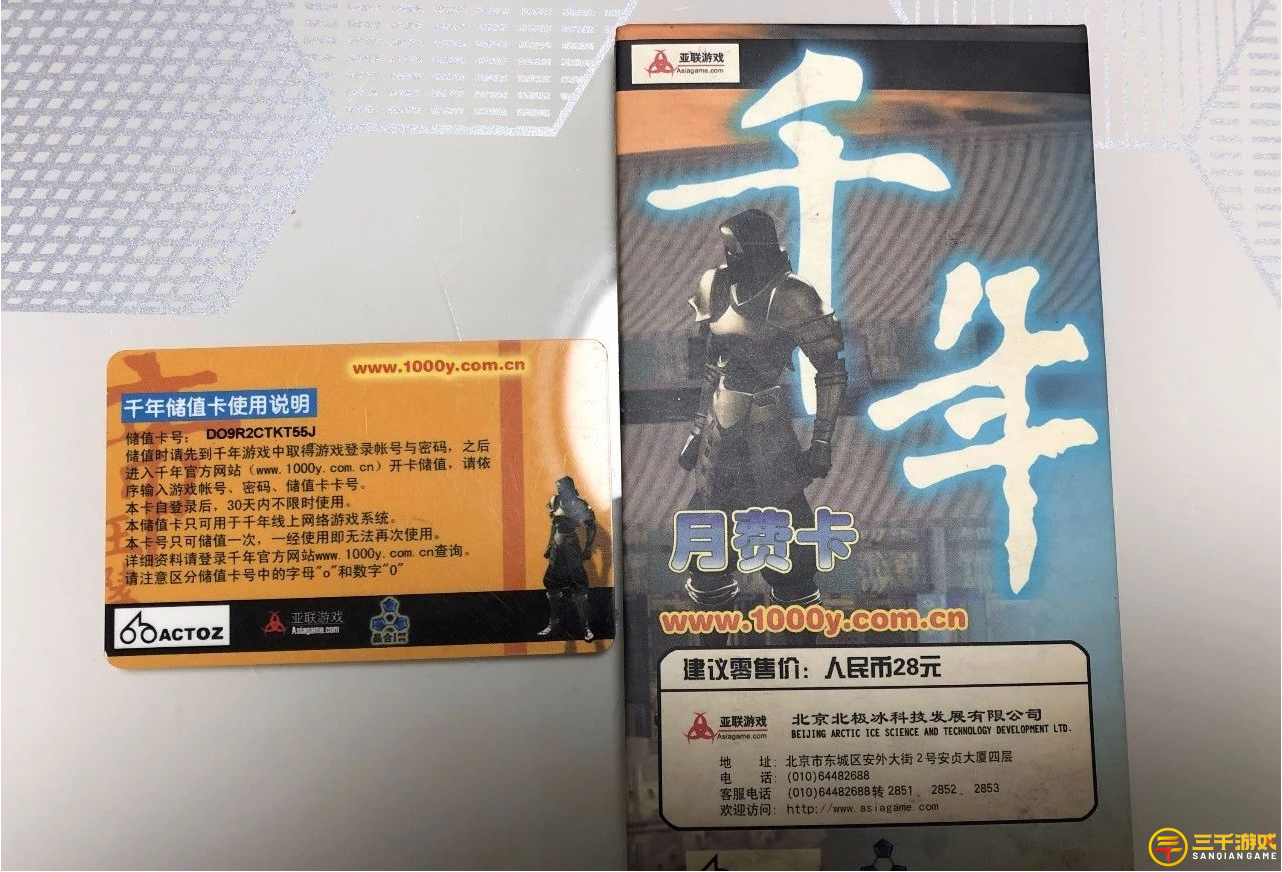 www.1000y.com.cn
千年储值卡使用说明
储值卡号: DO9R2CTKT55J
储值时请先到千年游戏中取得游戏登录帐号与密码，之后
进入千年官方网站（www.1000y.com.cn）开卡储值，请依
序输入游戏帐号、密码、储值卡卡号。
本卡自登录后，30天内不限时使用。
本储值卡只可用于千年线上网络游戏系统。
本卡号只可储值一次，一经使用即无法再次使用。
详细资料请登录千年官方网站www.1000y.com.cn查询。
请注意区分储值卡号中的字母"o"和数字"0"
ACTOZ
亚联游戏
Asiagame.com
亚联游戏
Asiagame.com
千年
月费卡
www.1000y.com.cn
建议零售价：人民币28元
亚联游戏
Asiagame.com
北京北极冰科技发展有限公司
BEIJING ARCTIC ICE SCIENCE AND TECHNOLOGY DEVELOPMENT LTD.
地 址: 北京市东城区安外大街2号安贞大厦四层
电 话: (010)64482688
客服电话 (010)64482688转 2851、2852、2853
欢迎访问: http://www.asiagame.com
三千游戏
SANQIANGAME